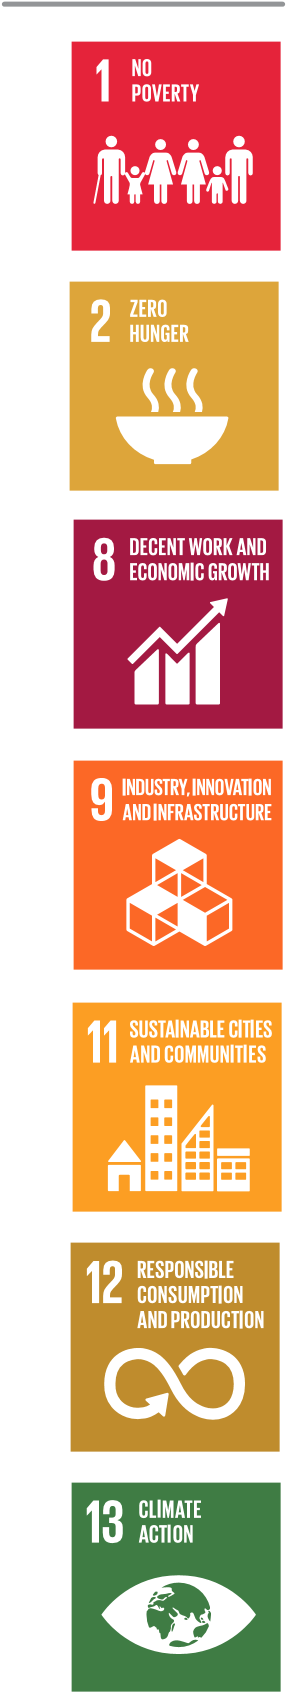 1 NO
POVERTY
2 ZERO
HUNGER
8 DECENT WORK AND
ECONOMIC GROWTH
9 INDUSTRY, INNOVATION
AND INFRASTRUCTURE
11 SUSTAINABLE CITIES
AND COMMUNITIES
12 RESPONSIBLE
CONSUMPTION
AND PRODUCTION
13 CLIMATE
ACTION